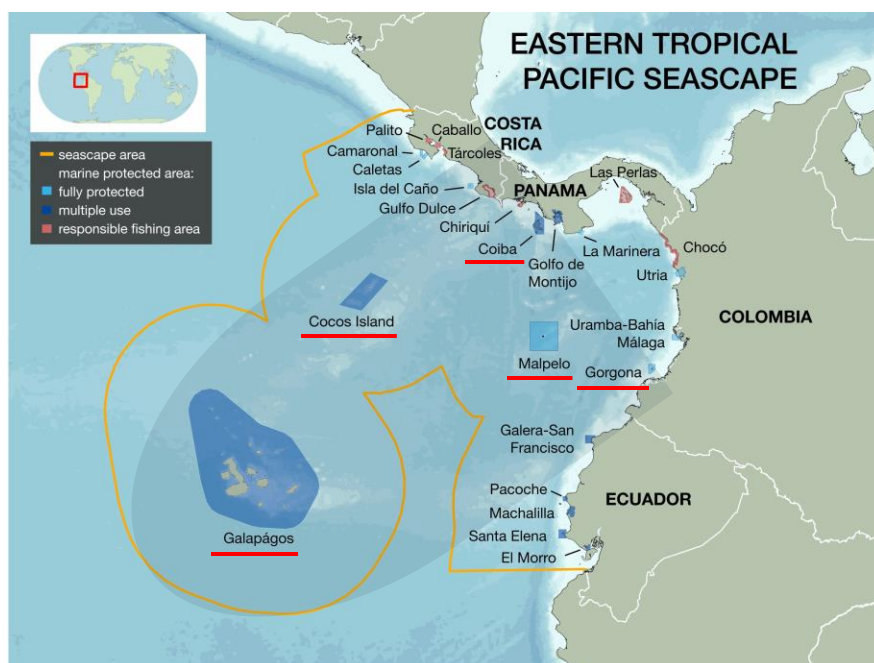 EASTERN TROPICAL
PACIFIC SEASCAPE
seascape area
marine protected area:
fully protected
multiple use
responsible fishing area
COSTA
RICA
Palito
Caballo
Camaronal
Tárcoles
Caletas
Isla del Caño
Gulfo Dulce
PANAMA
Las Perlas
Chiriquí
Coiba
Golfo de
Montijo
La Marinera
Chocó
Utria
Cocos Island
COLOMBIA
Uramba-Bahía
Málaga
Malpelo
Gorgona
Galera-San
Francisco
Pacoche
ECUADOR
Machalilla
Santa Elena
El Morro
Galapágos